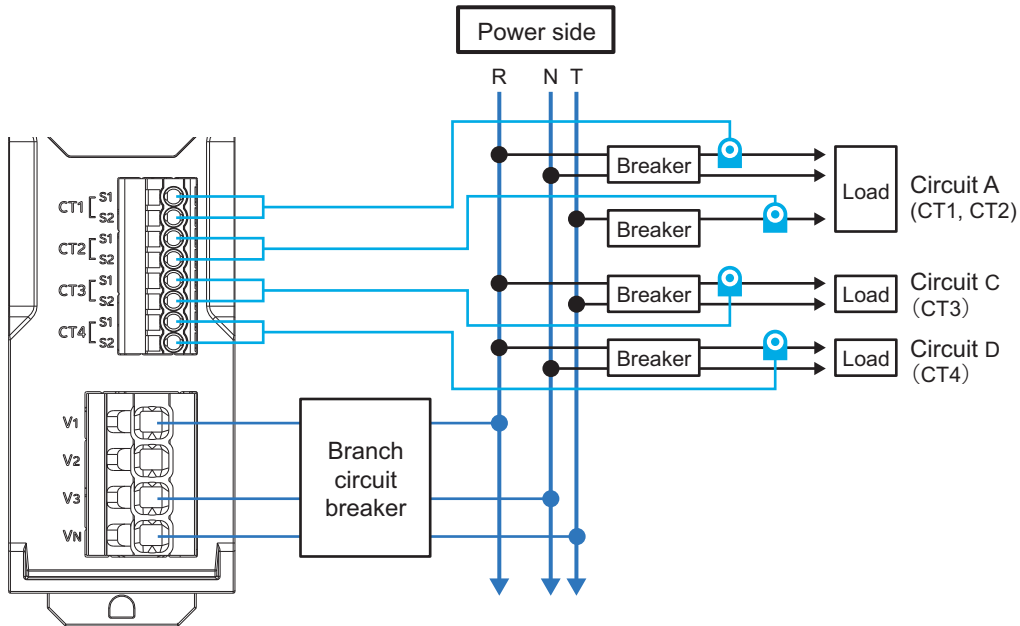 Power side
R N T
CT1 S1
S2
CT2 S1
S2
CT3 S1
S2
CT4 S1
S2
Breaker
Load
Circuit A
(CT1, CT2)
Breaker
Breaker
Load
Circuit C
(CT3)
Breaker
Load
Circuit D
(CT4)
V1
V2
V3
VN
Branch
circuit
breaker